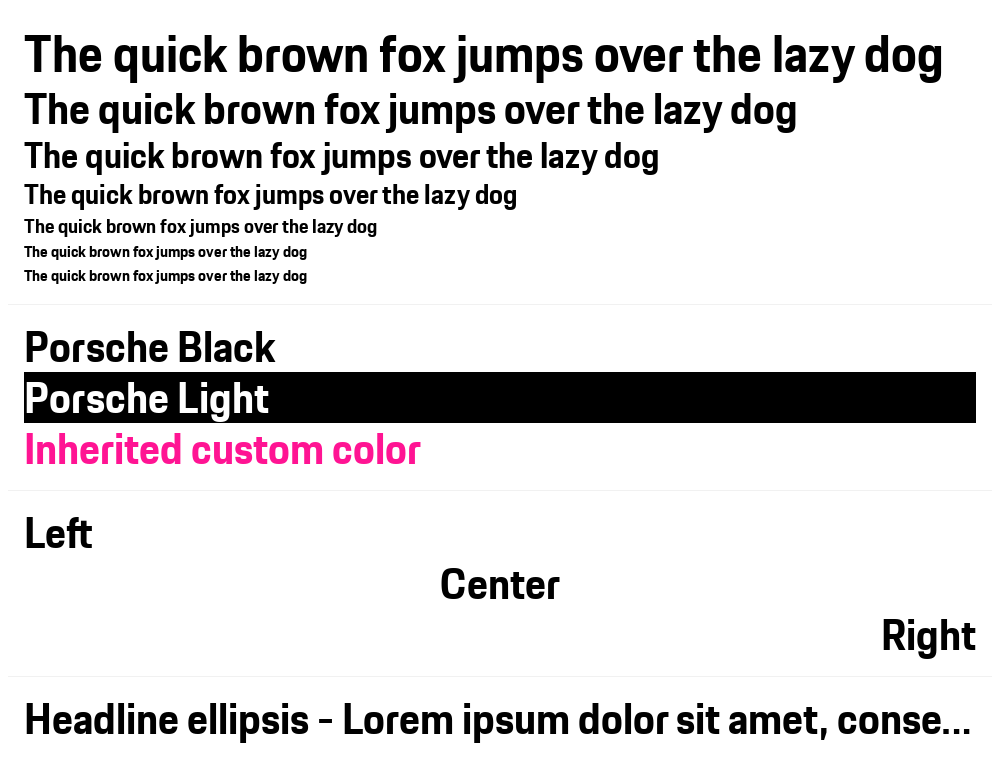 The quick brown fox jumps over the lazy dog
The quick brown fox jumps over the lazy dog
The quick brown fox jumps over the lazy dog
The quick brown fox jumps over the lazy dog
The quick brown fox jumps over the lazy dog
The quick brown fox jumps over the lazy dog
The quick brown fox jumps over the lazy dog
Porsche Black
Porsche Light
Inherited custom color
Left
Center
Right
Headline ellipsis – Lorem ipsum dolor sit amet, conse...